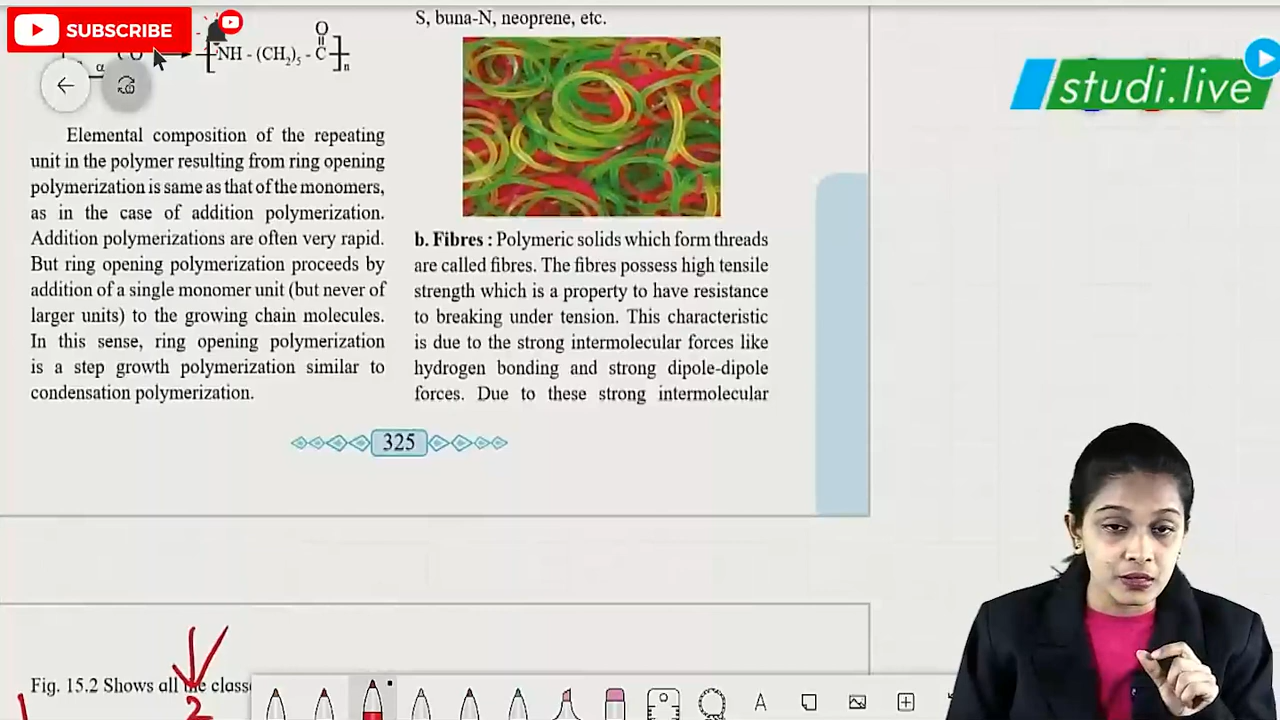 SUBSCRIBE
studi.live
O
NH - (CH2)5 - C
n
α
Elemental composition of the repeating
unit in the polymer resulting from ring opening
polymerization is same as that of the monomers,
as in the case of addition polymerization.
Addition polymerizations are often very rapid.
But ring opening polymerization proceeds by
addition of a single monomer unit (but never of
larger units) to the growing chain molecules.
In this sense, ring opening polymerization
is a step growth polymerization similar to
condensation polymerization.
S, buna-N, neoprene, etc.
b. Fibres : Polymeric solids which form threads
are called fibres. The fibres possess high tensile
strength which is a property to have resistance
to breaking under tension. This characteristic
is due to the strong intermolecular forces like
hydrogen bonding and strong dipole-dipole
forces. Due to these strong intermolecular
325
Fig. 15.2 Shows all the
2
A